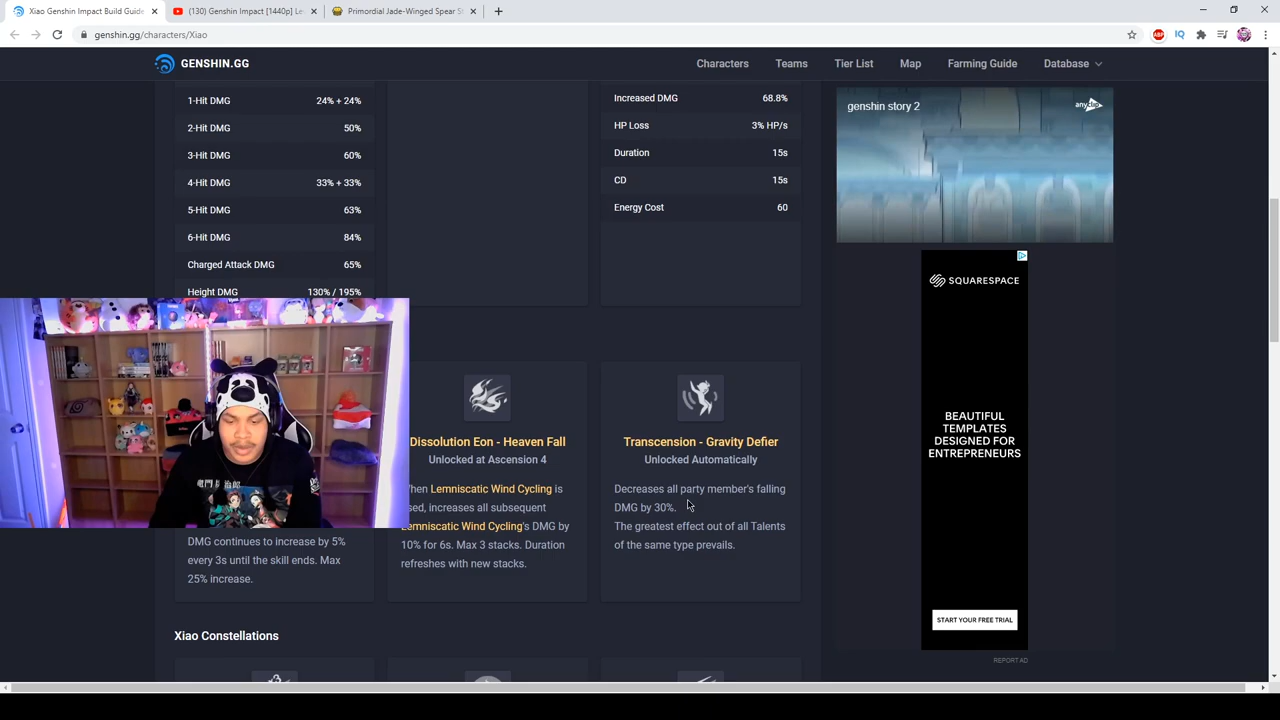 Xiao Genshin Impact Build Guide
(130) Genshin Impact [1440p] Le
Primordial Jade-Winged Spear S
genshin.gg/characters/Xiao
GENSHIN.GG
Characters
Teams
Tier List
Map
Farming Guide
Database
1-Hit DMG 24% + 24%
2-Hit DMG 50%
3-Hit DMG 60%
4-Hit DMG 33% + 33%
5-Hit DMG 63%
6-Hit DMG 84%
Charged Attack DMG 65%
Height DMG 130% / 195%
Increased DMG 68.8%
HP Loss 3% HP/s
Duration 15s
CD 15s
Energy Cost 60
genshin story 2
DMG continues to increase by 5%
every 3s until the skill ends. Max
25% increase.
Dissolution Eon - Heaven Fall
Unlocked at Ascension 4
hen Lemniscatic Wind Cycling is
sed, increases all subsequent
Lemniscatic Wind Cycling's DMG by
10% for 6s. Max 3 stacks. Duration
refreshes with new stacks.
Transcension - Gravity Defier
Unlocked Automatically
Decreases all party member's falling
DMG by 30%.
The greatest effect out of all Talents
of the same type prevails.
Xiao Constellations
SQUARESPACE
BEAUTIFUL
TEMPLATES
DESIGNED FOR
ENTREPRENEURS
START YOUR FREE TRIAL
REPORT AD